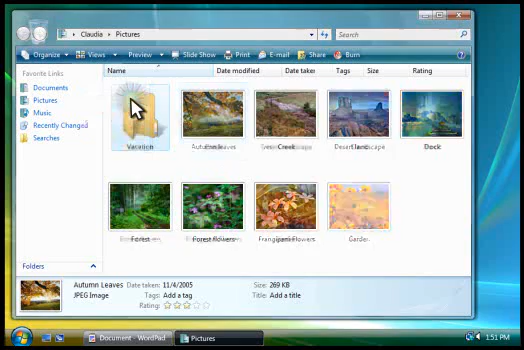 Claudia ▸ Pictures
Search
Organize Views Preview Slide Show Print E-mail Share Burn
Favorite Links
Name Date modified Date taken Tags Size Rating
Documents
Pictures
Music
Recently Changed
Searches
Vacation Creek Dock
Forest Forest Flowers Garden
Folders
Autumn Leaves Date taken: 11/4/2005 Size: 269 KB
JPEG Image Tags: Add a tag Title: Add a title
Rating:
Document - WordPad Pictures 1:51 PM